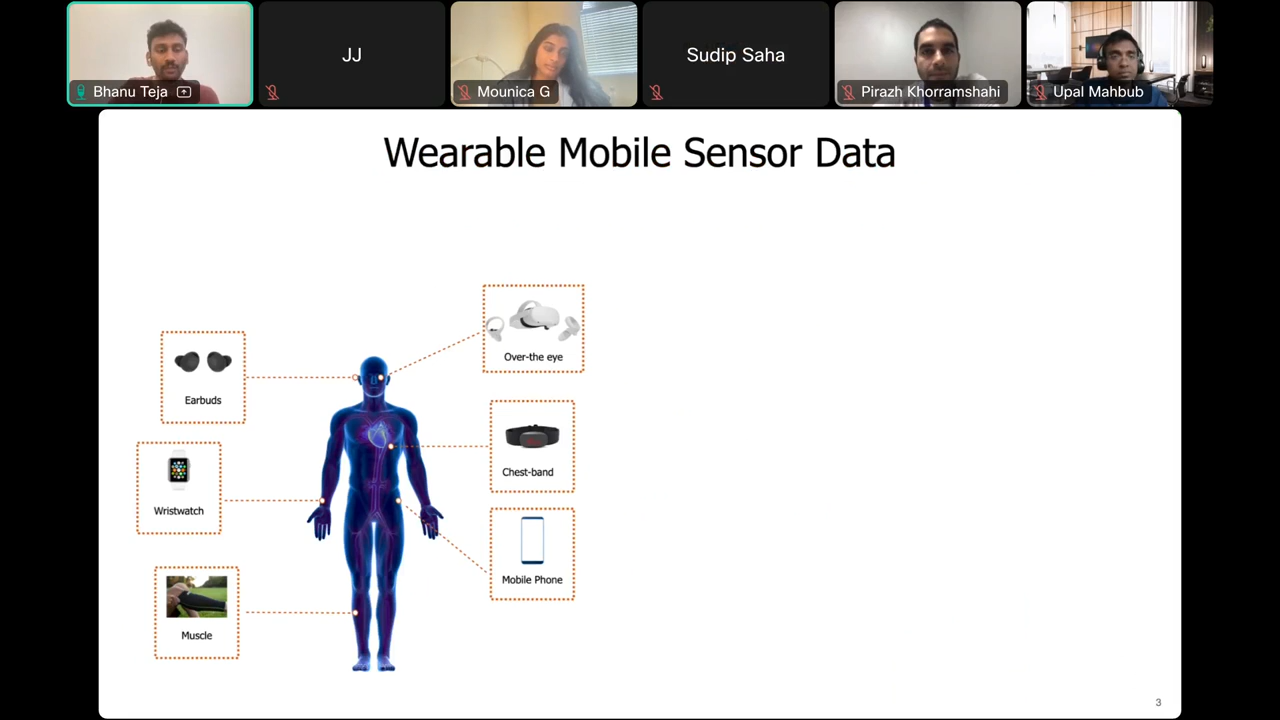 Bhanu Teja
JJ
Mounica G
Sudip Saha
Pirazh Khorramshahi
Upal Mahbub
Wearable Mobile Sensor Data
Over-the eye
Earbuds
Chest-band
Wristwatch
Mobile Phone
Muscle
3